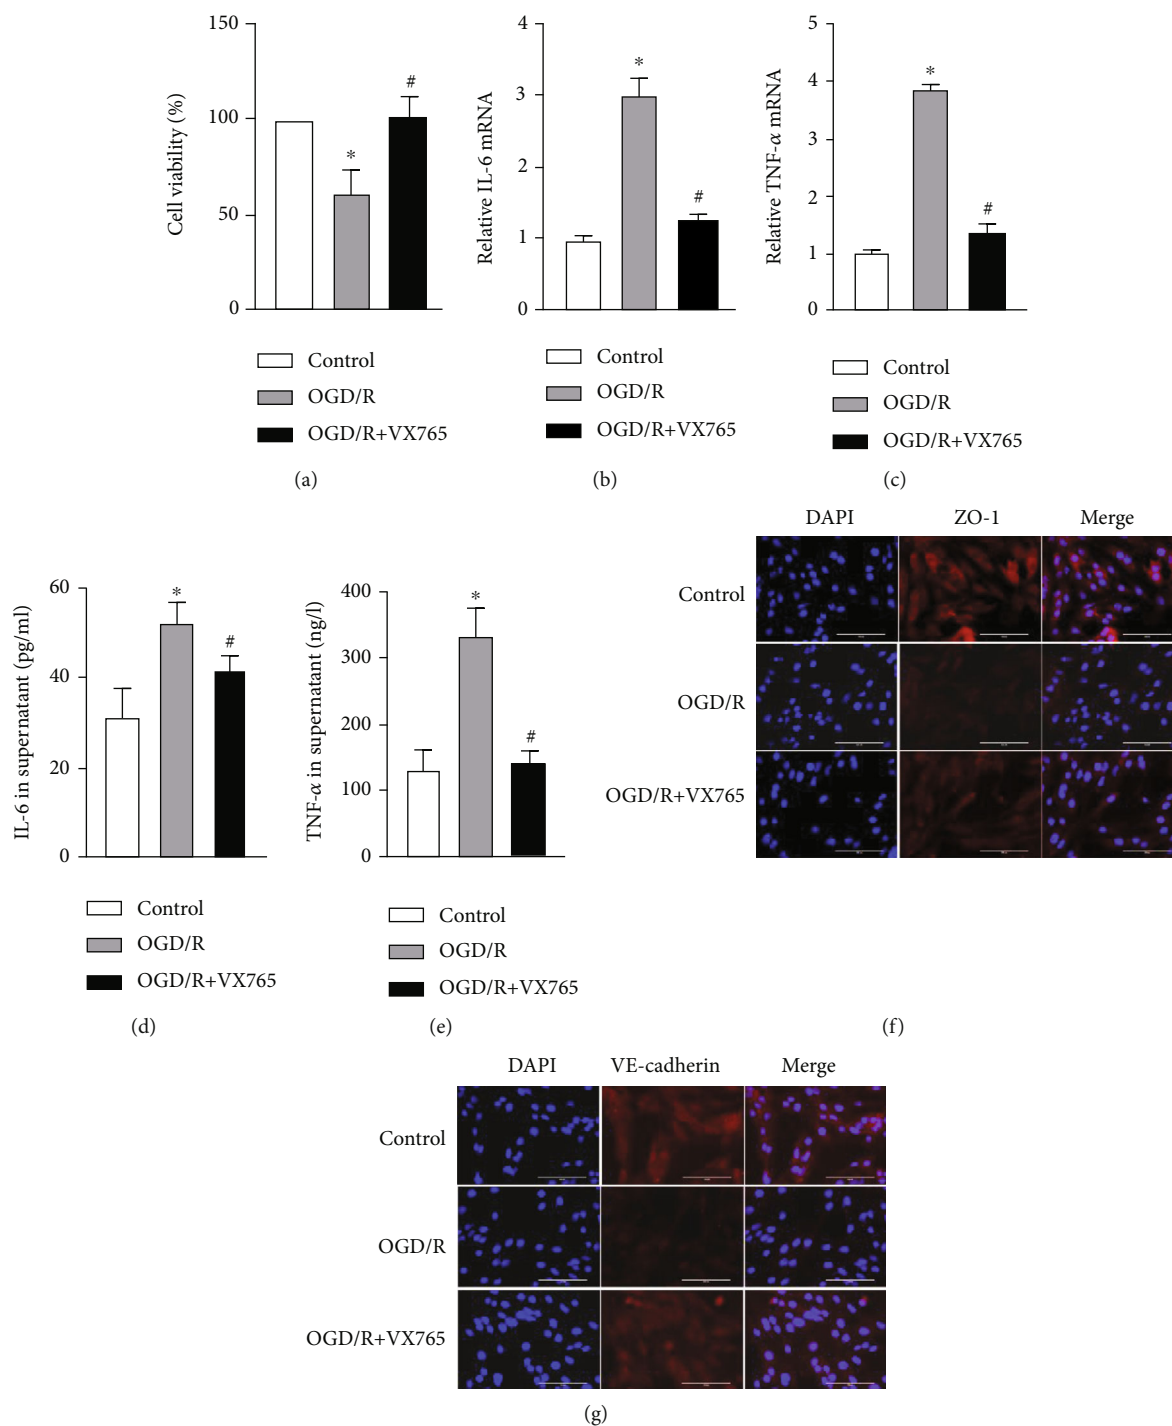 Cell viability (%)
150
100
50
0
*
#
Control
OGD/R
OGD/R+VX765
(a)
Relative IL-6 mRNA
4
3
2
1
0
*
#
Control
OGD/R
OGD/R+VX765
(b)
Relative TNF-α mRNA
5
4
3
2
1
0
*
#
Control
OGD/R
OGD/R+VX765
(c)
IL-6 in supernatant (pg/ml)
60
40
20
0
*
#
Control
OGD/R
OGD/R+VX765
(d)
TNF-α in supernatant (ng/l)
400
300
200
100
0
*
#
Control
OGD/R
OGD/R+VX765
(e)
DAPI ZO-1 Merge
Control
OGD/R
OGD/R+VX765
(f)
DAPI VE-cadherin Merge
Control
OGD/R
OGD/R+VX765
(g)